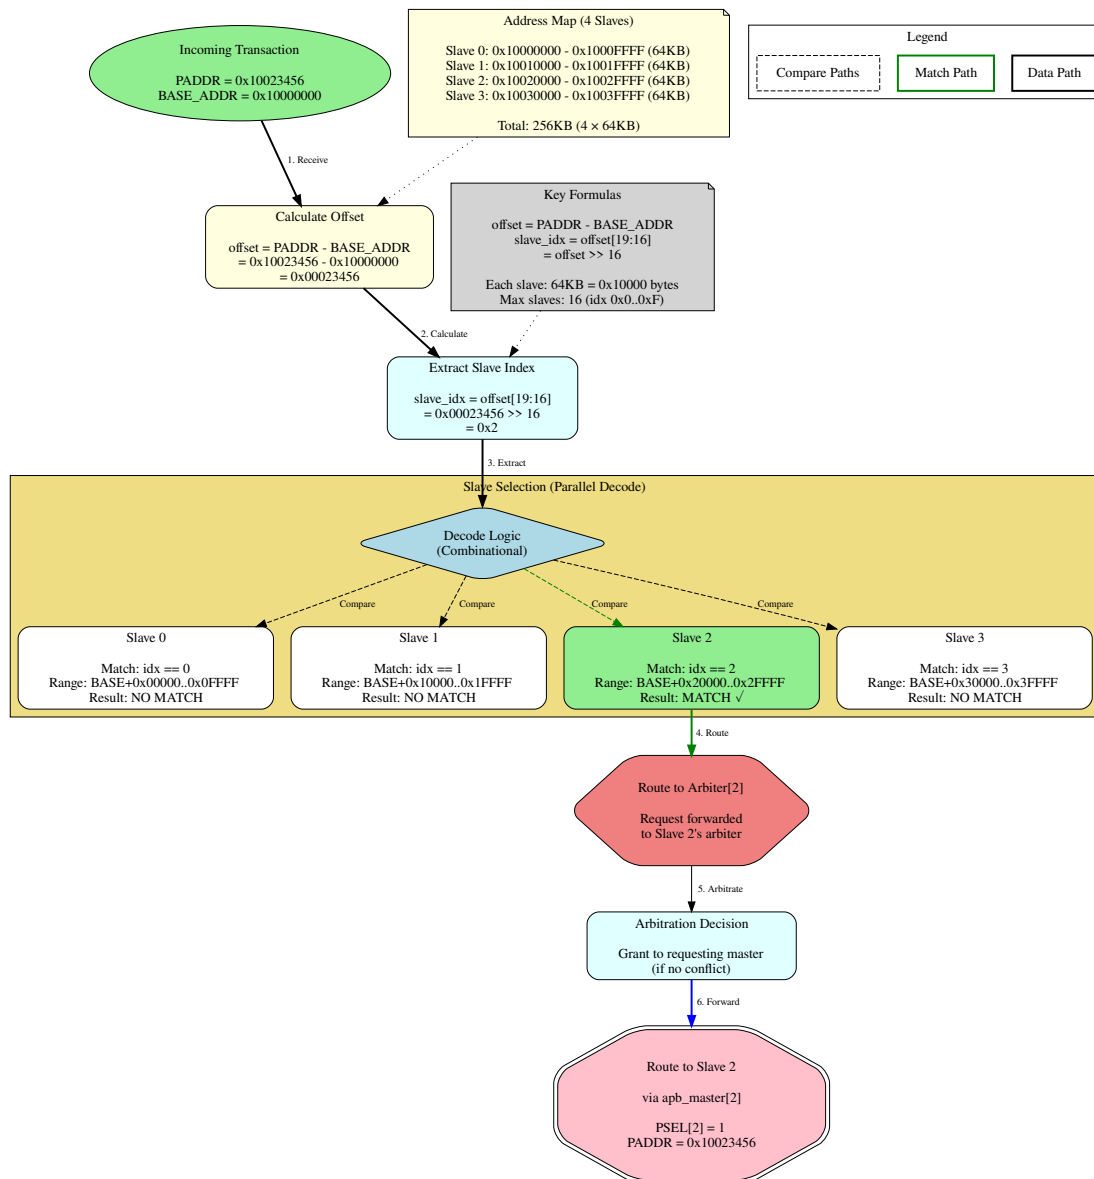 Incoming Transaction
PADDR = 0x10023456
BASE_ADDR = 0x10000000
Address Map (4 Slaves)
Slave 0: 0x10000000 - 0x1000FFFF (64KB)
Slave 1: 0x10010000 - 0x1001FFFF (64KB)
Slave 2: 0x10020000 - 0x1002FFFF (64KB)
Slave 3: 0x10030000 - 0x1003FFFF (64KB)
Total: 256KB (4 × 64KB)
Legend
Compare Paths
Match Path
Data Path
1. Receive
Calculate Offset
offset = PADDR - BASE_ADDR
= 0x10023456 - 0x10000000
= 0x00023456
Key Formulas
offset = PADDR - BASE_ADDR
slave_idx = offset[19:16]
= offset >> 16
Each slave: 64KB = 0x10000 bytes
Max slaves: 16 (idx 0x0..0xF)
2. Calculate
Extract Slave Index
slave_idx = offset[19:16]
= 0x00023456 >> 16
= 0x2
3. Extract
Slave Selection (Parallel Decode)
Decode Logic
(Combinational)
Compare
Compare
Compare
Compare
Slave 0
Match: idx == 0
Range: BASE+0x00000..0x0FFFF
Result: NO MATCH
Slave 1
Match: idx == 1
Range: BASE+0x10000..0x1FFFF
Result: NO MATCH
Slave 2
Match: idx == 2
Range: BASE+0x20000..0x2FFFF
Result: MATCH ✓
Slave 3
Match: idx == 3
Range: BASE+0x30000..0x3FFFF
Result: NO MATCH
4. Route
Route to Arbiter[2]
Request forwarded
to Slave 2's arbiter
5. Arbitrate
Arbitration Decision
Grant to requesting master
(if no conflict)
6. Forward
Route to Slave 2
via apb_master[2]
PSEL[2] = 1
PADDR = 0x10023456